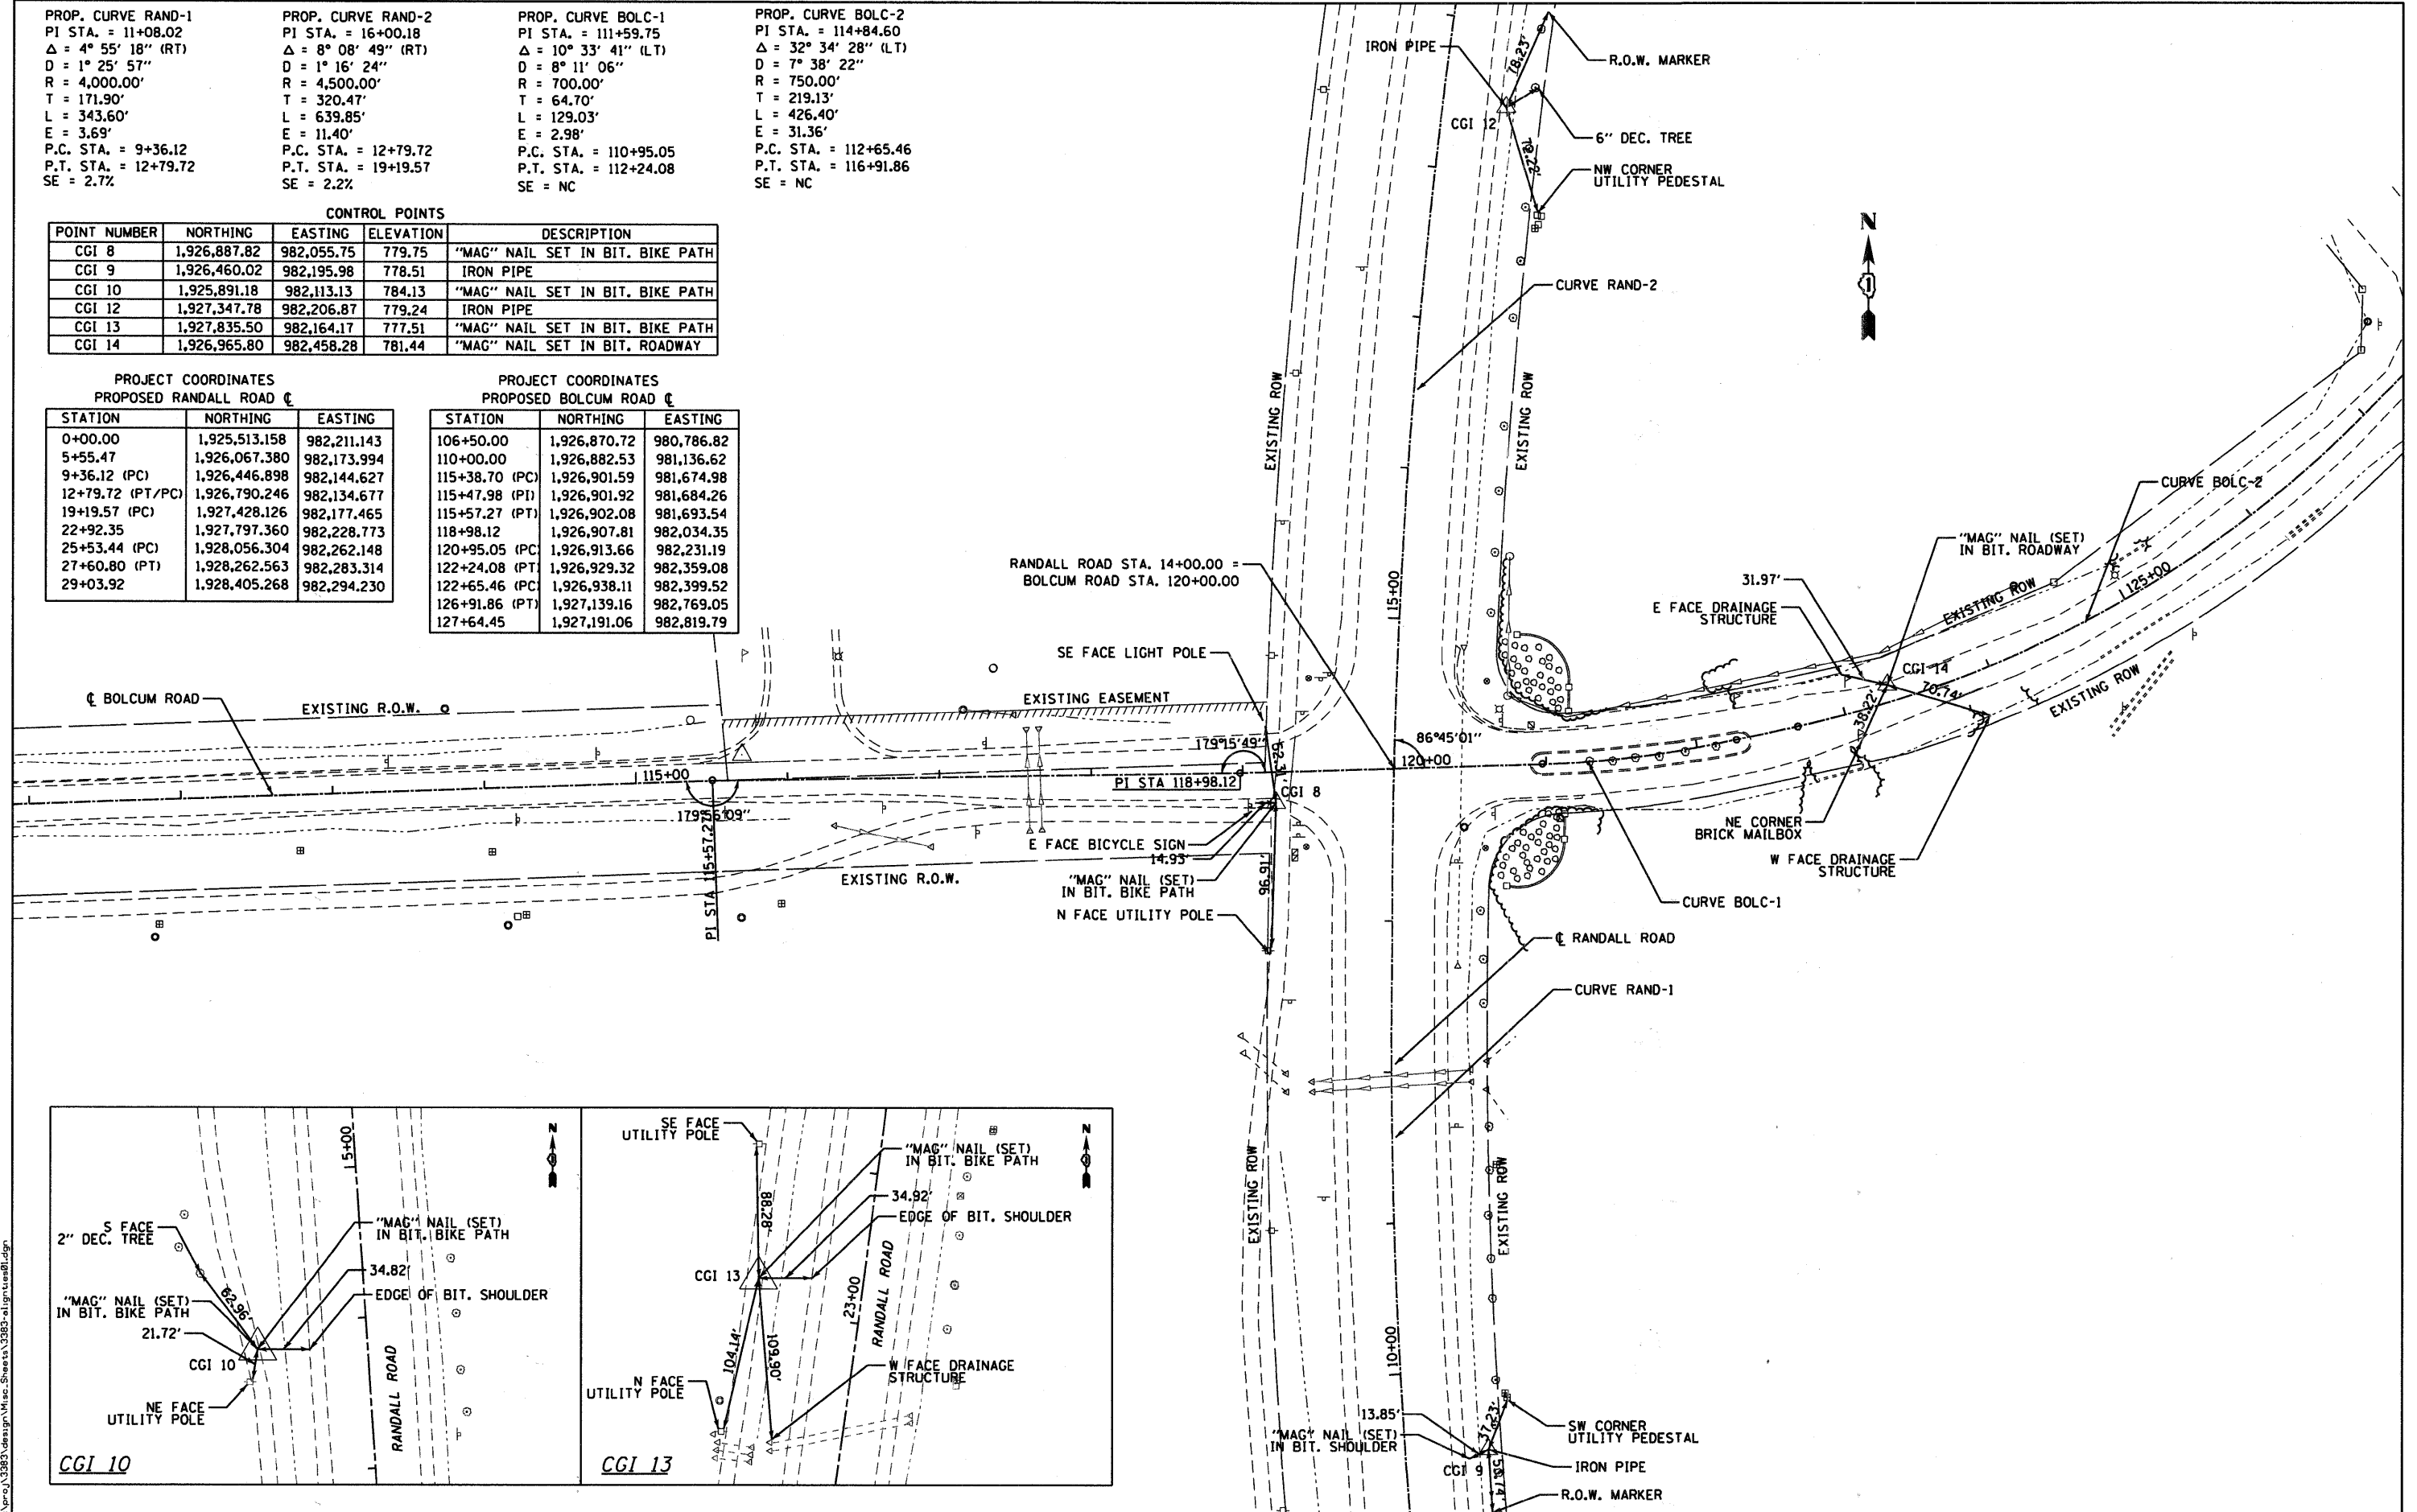 PROP. CURVE RAND-1
PI STA. = 11+08.02
Δ = 4° 55' 18" (RT)
D = 1° 25' 57"
R = 4,000.00'
T = 171.90'
L = 343.60'
E = 3.69'
P.C. STA. = 9+36.12
P.T. STA. = 12+79.72
SE = 2.7%
PROP. CURVE RAND-2
PI STA. = 16+00.18
Δ = 8° 08' 49" (RT)
D = 1° 16' 24"
R = 4,500.00'
T = 320.47'
L = 639.85'
E = 11.40'
P.C. STA. = 12+79.72
P.T. STA. = 19+19.57
SE = 2.2%
PROP. CURVE BOLC-1
PI STA. = 111+59.75
Δ = 10° 33' 41" (LT)
D = 8° 11' 06"
R = 700.00'
T = 64.70'
L = 129.03'
E = 2.98'
P.C. STA. = 110+95.05
P.T. STA. = 112+24.08
SE = NC
PROP. CURVE BOLC-2
PI STA. = 114+84.60
Δ = 32° 34' 28" (LT)
D = 7° 38' 22"
R = 750.00'
T = 219.13'
L = 426.40'
E = 31.36'
P.C. STA. = 112+65.46
P.T. STA. = 116+91.86
SE = NC
CONTROL POINTS
POINT NUMBER NORTHING EASTING ELEVATION DESCRIPTION
CGI 8 1,926,887.82 982,055.75 779.75 "MAG" NAIL SET IN BIT. BIKE PATH
CGI 9 1,926,460.02 982,195.98 778.51 IRON PIPE
CGI 10 1,925,891.18 982,113.13 784.13 "MAG" NAIL SET IN BIT. BIKE PATH
CGI 12 1,927,347.78 982,206.87 779.24 IRON PIPE
CGI 13 1,927,835.50 982,164.17 777.51 "MAG" NAIL SET IN BIT. BIKE PATH
CGI 14 1,926,965.80 982,458.28 781.44 "MAG" NAIL SET IN BIT. ROADWAY
PROJECT COORDINATES
PROPOSED RANDALL ROAD ℄
STATION NORTHING EASTING
0+00.00 1,925,513.158 982,211.143
5+55.47 1,926,067.380 982,173.994
9+36.12 (PC) 1,926,446.898 982,144.627
12+79.72 (PT/PC) 1,926,790.246 982,134.677
19+19.57 (PC) 1,927,428.126 982,177.465
22+92.35 1,927,797.360 982,228.773
25+53.44 (PC) 1,928,056.304 982,262.148
27+60.80 (PT) 1,928,262.563 982,283.314
29+03.92 1,928,405.268 982,294.230
PROJECT COORDINATES
PROPOSED BOLCUM ROAD ℄
STATION NORTHING EASTING
106+50.00 1,926,870.72 980,786.82
110+00.00 1,926,882.53 981,136.62
115+38.70 (PC) 1,926,901.59 981,674.98
115+47.98 (PI) 1,926,901.92 981,684.26
115+57.27 (PT) 1,926,902.08 981,693.54
118+98.12 1,926,907.81 982,034.35
120+95.05 (PC 1,926,913.66 982,231.19
122+24.08 (PT 1,926,929.32 982,359.08
122+65.46 (PC 1,926,938.11 982,399.52
126+91.86 (PT) 1,927,139.16 982,769.05
127+64.45 1,927,191.06 982,819.79
IRON PIPE
78.23'
R.O.W. MARKER
CGI 12
6" DEC. TREE
NW CORNER
UTILITY PEDESTAL
N
1
CURVE RAND-2
EXISTING ROW
EXISTING ROW
CURVE BOLC-2
"MAG" NAIL (SET)
IN BIT. ROADWAY
RANDALL ROAD STA. 14+00.00 =
BOLCUM ROAD STA. 120+00.00
15+00
31.97'
E FACE DRAINAGE
STRUCTURE
EXISTING ROW
125+00
SE FACE LIGHT POLE
CGI 14
70.74'
38.22'
EXISTING ROW
℄ BOLCUM ROAD
EXISTING R.O.W.
EXISTING EASEMENT
179°15'49"
86°45'01"
115+00
PI STA 118+98.12
120+00
CGI 8
179°56'09"
PI STA 115+57.27
E FACE BICYCLE SIGN
14.93'
"MAG" NAIL (SET)
IN BIT. BIKE PATH
96.91'
N FACE UTILITY POLE
EXISTING R.O.W.
NE CORNER
BRICK MAILBOX
W FACE DRAINAGE
STRUCTURE
CURVE BOLC-1
℄ RANDALL ROAD
CURVE RAND-1
EXISTING ROW
EXISTING ROW
10+00
13.85'
37.23'
"MAG" NAIL (SET)
IN BIT. SHOULDER
SW CORNER
UTILITY PEDESTAL
CGI 9
IRON PIPE
R.O.W. MARKER
5+00
N
S FACE
2" DEC. TREE
"MAG" NAIL (SET)
IN BIT. BIKE PATH
62.96'
34.82'
"MAG" NAIL (SET)
IN BIT. BIKE PATH
EDGE OF BIT. SHOULDER
21.72'
CGI 10
NE FACE
UTILITY POLE
RANDALL ROAD
CGI 10
SE FACE
UTILITY POLE
N
"MAG" NAIL (SET)
IN BIT. BIKE PATH
88.28'
34.92'
EDGE OF BIT. SHOULDER
CGI 13
RANDALL ROAD
23+00
104.14'
109.90'
N FACE
UTILITY POLE
W FACE DRAINAGE
STRUCTURE
CGI 13